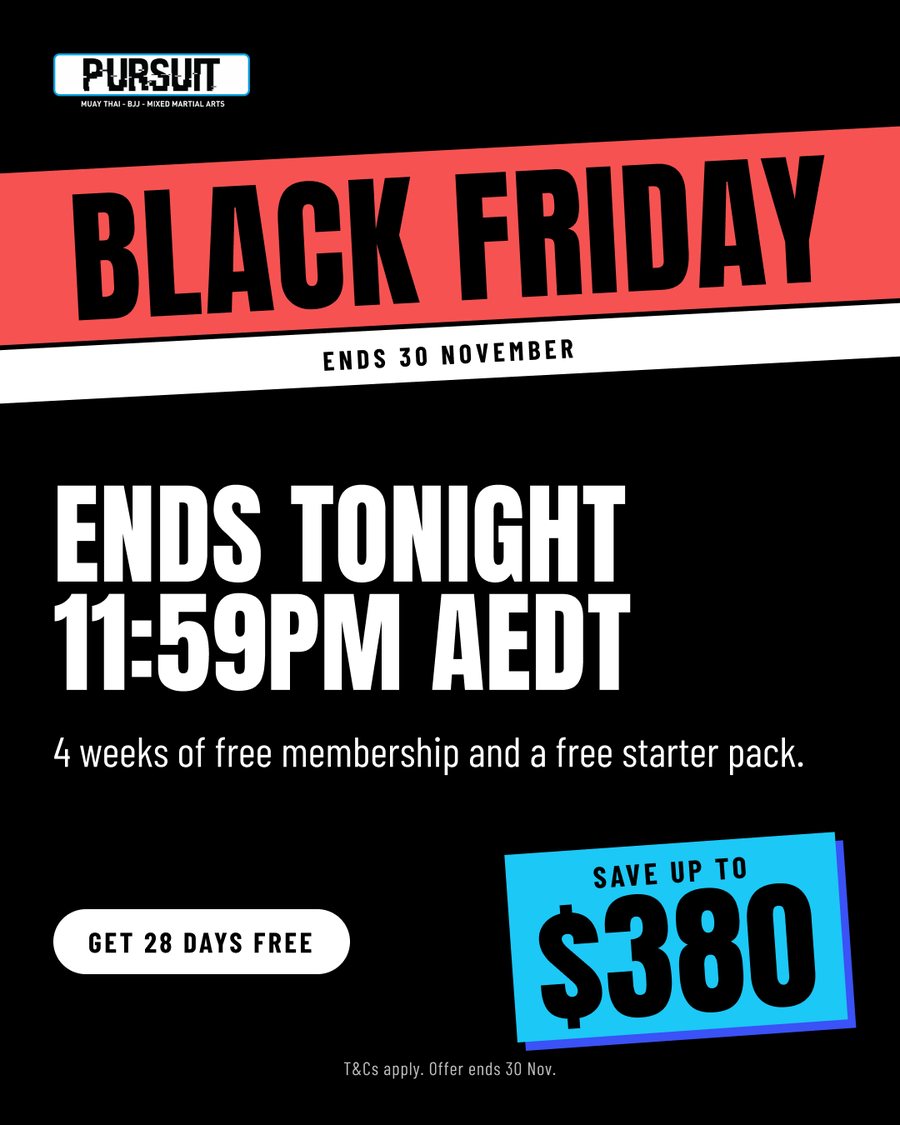 PURSUIT
MUAY THAI - BJJ - MIXED MARTIAL ARTS
BLACK FRIDAY
ENDS 30 NOVEMBER
ENDS TONIGHT
11:59PM AEDT
4 weeks of free membership and a free starter pack.
SAVE UP TO
$380
GET 28 DAYS FREE
T&Cs apply. Offer ends 30 Nov.